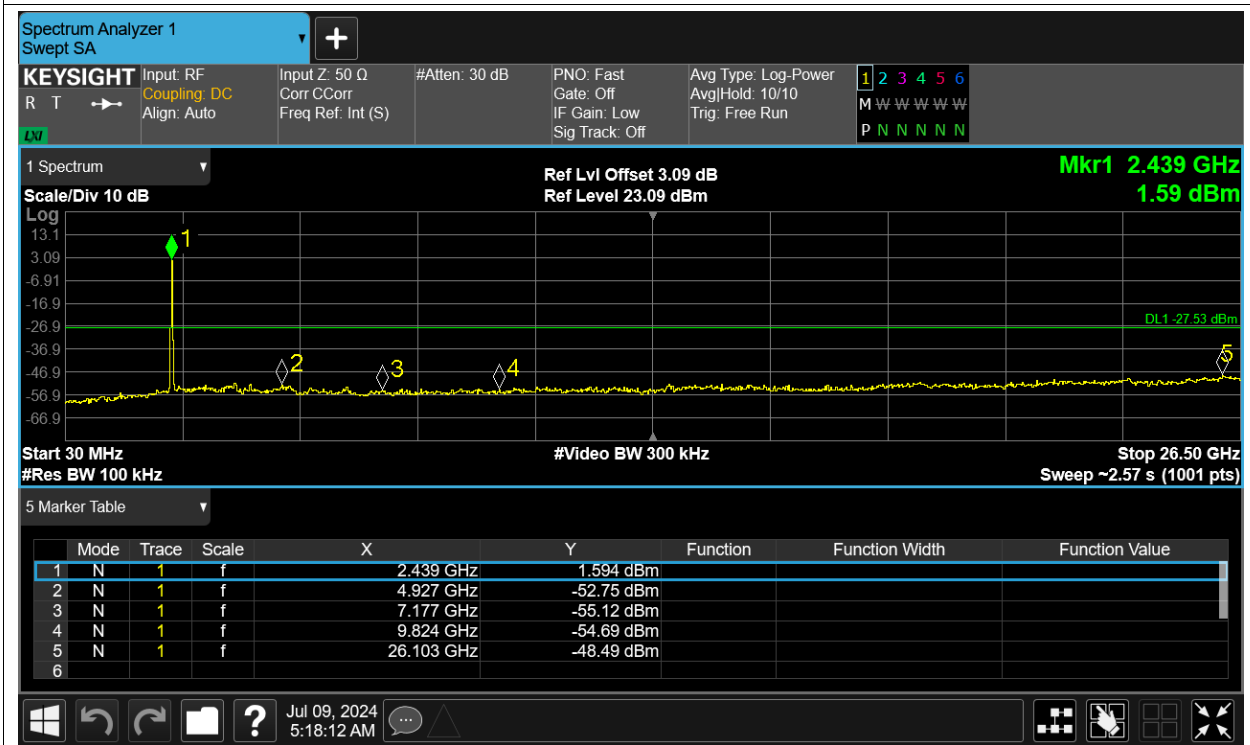 Spectrum Analyzer 1
Swept SA
KEYSIGHT
R T
LXI
Input: RF
Coupling: DC
Align: Auto
Input Z: 50 Ω
Corr CCorr
Freq Ref: Int (S)
#Atten: 30 dB
PNO: Fast
Gate: Off
IF Gain: Low
Sig Track: Off
Avg Type: Log-Power
Avg|Hold: 10/10
Trig: Free Run
1 2 3 4 5 6
M W W W W W
P N N N N N
1 Spectrum
Scale/Div 10 dB
Ref Lvl Offset 3.09 dB
Ref Level 23.09 dBm
Mkr1 2.439 GHz
1.59 dBm
Log
13.1
3.09
-6.91
-16.9
-26.9
-36.9
-46.9
-56.9
-66.9
1
2
3
4
5
DL1 -27.53 dBm
Start 30 MHz
#Res BW 100 kHz
#Video BW 300 kHz
Stop 26.50 GHz
Sweep ~2.57 s (1001 pts)
5 Marker Table
Mode Trace Scale X Y Function Function Width Function Value
1 N 1 f 2.439 GHz 1.594 dBm
2 N 1 f 4.927 GHz -52.75 dBm
3 N 1 f 7.177 GHz -55.12 dBm
4 N 1 f 9.824 GHz -54.69 dBm
5 N 1 f 26.103 GHz -48.49 dBm
6
?
Jul 09, 2024
5:18:12 AM